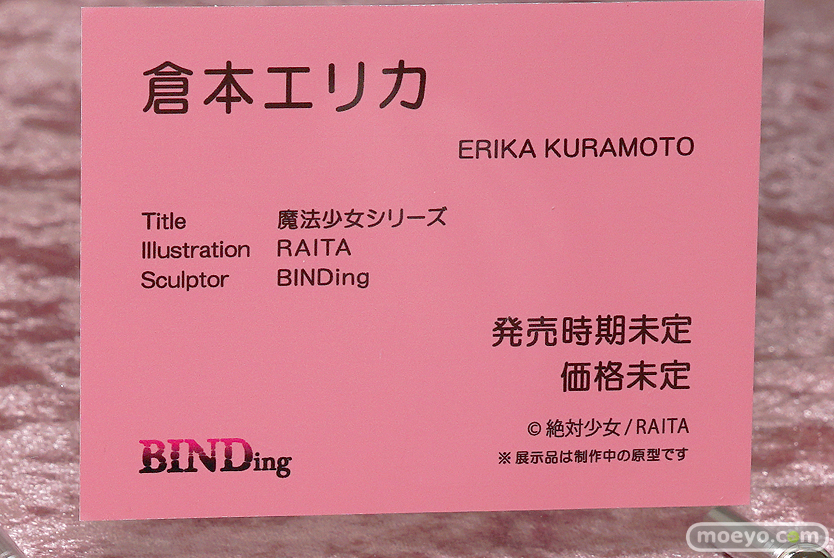 倉本エリカ
ERIKA KURAMOTO
Title 魔法少女シリーズ
Illustration RAITA
Sculptor BINDing
発売時期未定
価格未定
© 絶対少女/RAITA
※展示品は制作中の原型です
BINDing
moeyo.com